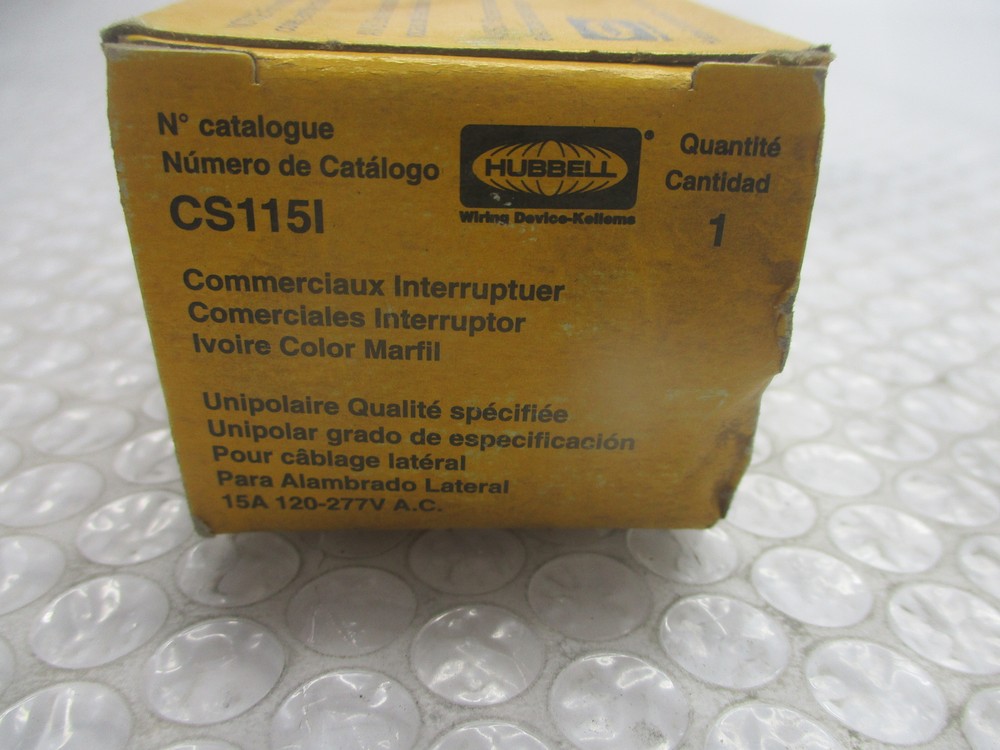 N° catalogue
Número de Catálogo
CS115I
HUBBELL
Wiring Device-Kellems
Quantité
Cantidad
1
Commerciaux Interruptuer
Comerciales Interruptor
Ivoire Color Marfil
Unipolaire Qualité spécifiée
Unipolar grado de especificación
Pour câblage latéral
Para Alambrado Lateral
15A 120-277V A.C.